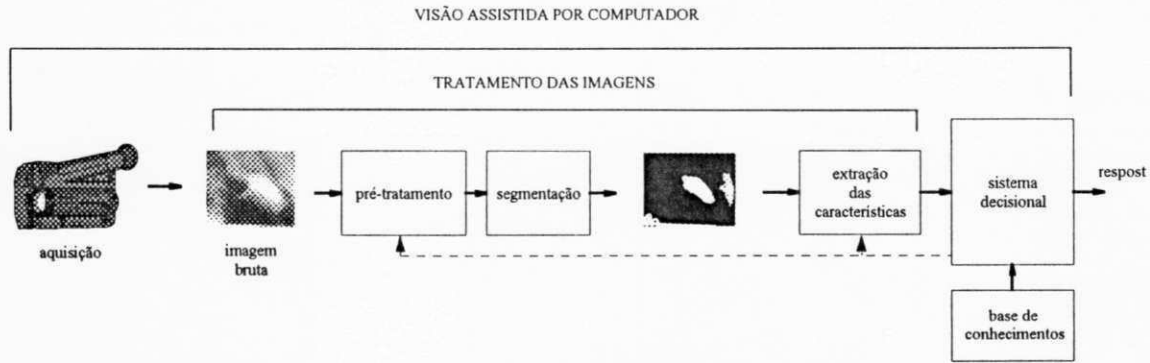 VISÃO ASSISTIDA POR COMPUTADOR
TRATAMENTO DAS IMAGENS
aquisição
imagem
bruta
pré-tratamento
segmentação
extração
das
características
sistema
decisional
respost
base de
conhecimentos